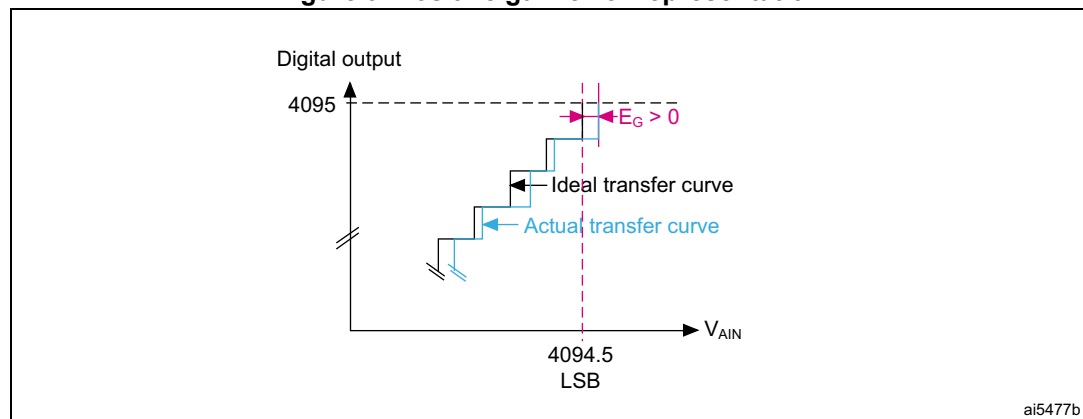 Digital output
4095
E_G > 0
Ideal transfer curve
Actual transfer curve
V_AIN
4094.5
LSB
ai5477b